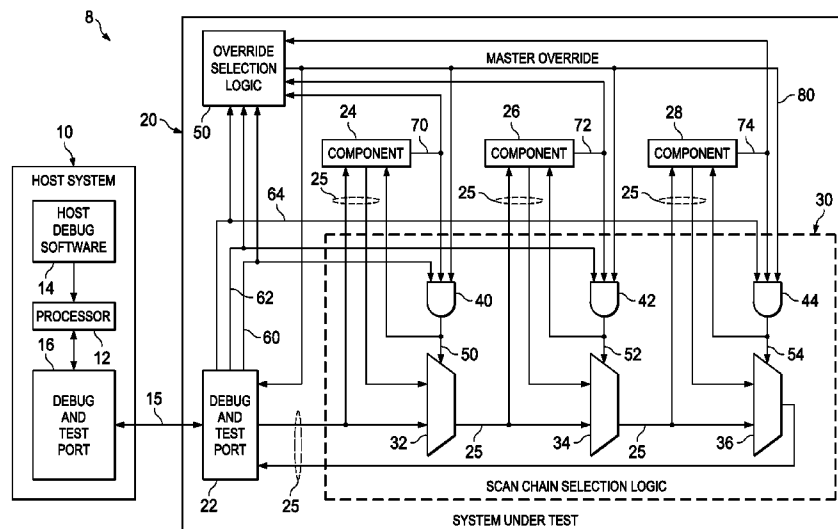 8
OVERRIDE
SELECTION
LOGIC
50
MASTER OVERRIDE
80
20
24
COMPONENT
70
26
COMPONENT
72
28
COMPONENT
74
25
25
25
10
HOST SYSTEM
HOST
DEBUG
SOFTWARE
14
PROCESSOR
12
16
DEBUG
AND
TEST
PORT
15
64
62
60
30
40
42
44
50
52
54
DEBUG
AND
TEST
PORT
22
25
32
25
34
25
36
SCAN CHAIN SELECTION LOGIC
SYSTEM UNDER TEST